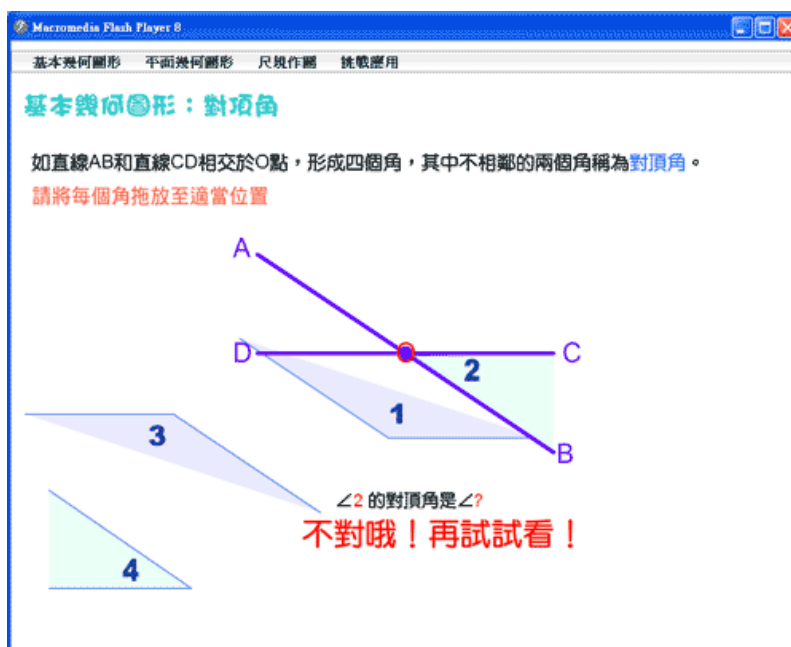 Macromedia Flash Player 8
基本幾何圖形 平面幾何圖形 尺規作圖 挑戰應用
基本幾何圖形：對頂角
如直線AB和直線CD相交於O點，形成四個角，其中不相鄰的兩個角稱為對頂角。
請將每個角拖放至適當位置
A
D O C
2
1
3
B
∠2 的對頂角是∠?
不對哦！再試試看！
4